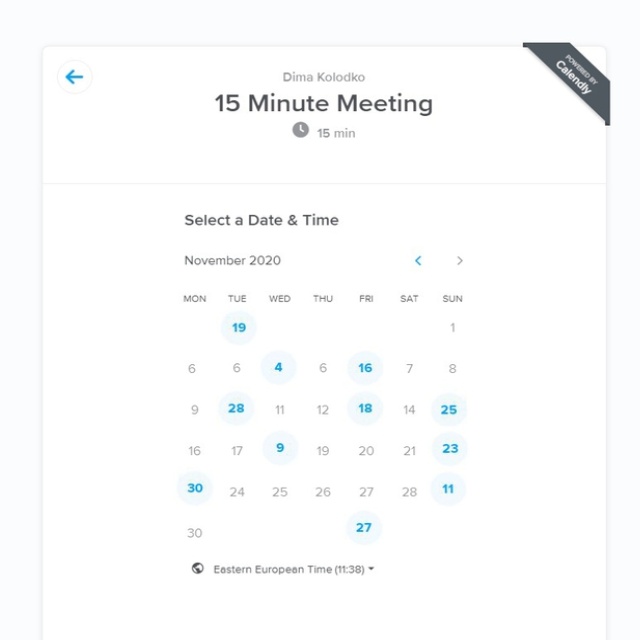 POWERED BY
Calendly
Dima Kolodko
15 Minute Meeting
15 min
Select a Date & Time
November 2020
MON TUE WED THU FRI SAT SUN
19 1
6 6 4 6 16 7 8
9 28 11 12 18 14 25
16 17 9 19 20 21 23
30 24 25 26 27 28 11
30 27
Eastern European Time (11:38)